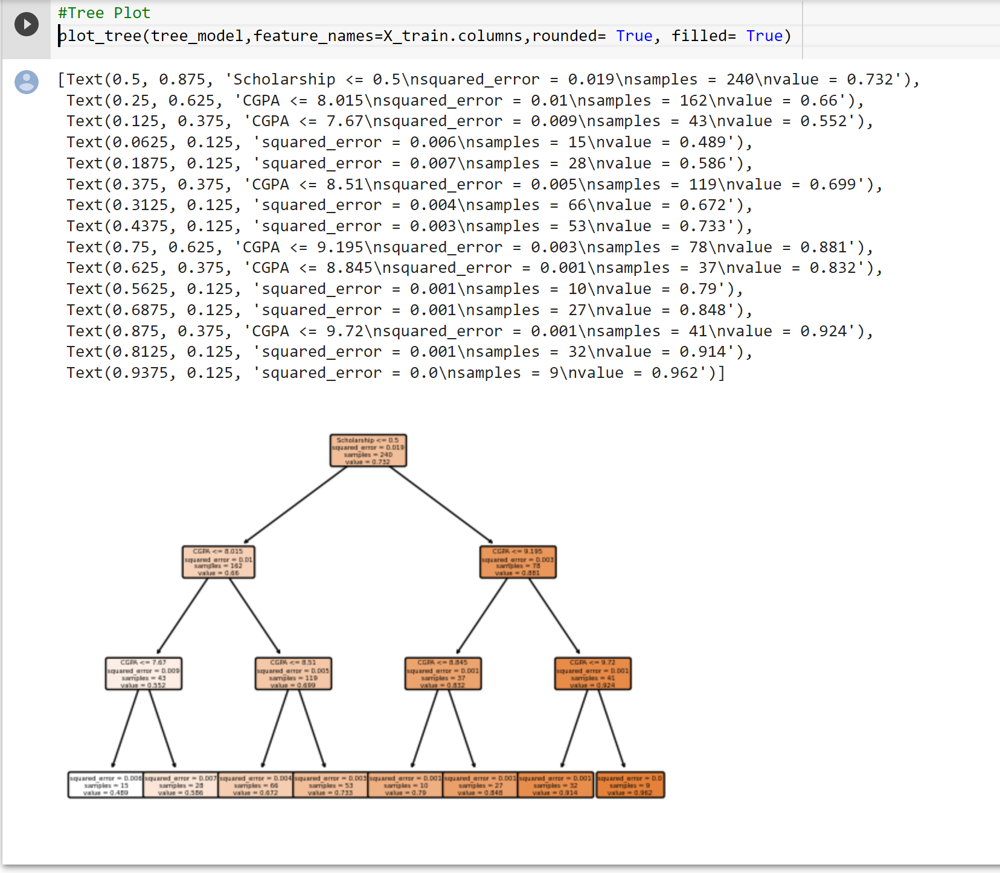 #Tree Plot
plot_tree(tree_model,feature_names=X_train.columns,rounded= True, filled= True)
[Text(0.5, 0.875, 'Scholarship <= 0.5\nsquared_error = 0.019\nsamples = 240\nvalue = 0.732'),
Text(0.25, 0.625, 'CGPA <= 8.015\nsquared_error = 0.01\nsamples = 162\nvalue = 0.66'),
Text(0.125, 0.375, 'CGPA <= 7.67\nsquared_error = 0.009\nsamples = 43\nvalue = 0.552'),
Text(0.0625, 0.125, 'squared_error = 0.006\nsamples = 15\nvalue = 0.489'),
Text(0.1875, 0.125, 'squared_error = 0.007\nsamples = 28\nvalue = 0.586'),
Text(0.375, 0.375, 'CGPA <= 8.51\nsquared_error = 0.005\nsamples = 119\nvalue = 0.699'),
Text(0.3125, 0.125, 'squared_error = 0.004\nsamples = 66\nvalue = 0.672'),
Text(0.4375, 0.125, 'squared_error = 0.003\nsamples = 53\nvalue = 0.733'),
Text(0.75, 0.625, 'CGPA <= 9.195\nsquared_error = 0.003\nsamples = 78\nvalue = 0.881'),
Text(0.625, 0.375, 'CGPA <= 8.845\nsquared_error = 0.001\nsamples = 37\nvalue = 0.832'),
Text(0.5625, 0.125, 'squared_error = 0.001\nsamples = 10\nvalue = 0.79'),
Text(0.6875, 0.125, 'squared_error = 0.001\nsamples = 27\nvalue = 0.848'),
Text(0.875, 0.375, 'CGPA <= 9.72\nsquared_error = 0.001\nsamples = 41\nvalue = 0.924'),
Text(0.8125, 0.125, 'squared_error = 0.001\nsamples = 32\nvalue = 0.914'),
Text(0.9375, 0.125, 'squared_error = 0.0\nsamples = 9\nvalue = 0.962')]
Scholarship <= 0.5
squared_error = 0.019
samples = 240
value = 0.732
CGPA <= 8.015
squared_error = 0.01
samples = 162
value = 0.66
CGPA <= 9.195
squared_error = 0.003
samples = 78
value = 0.881
CGPA <= 7.67
squared_error = 0.009
samples = 43
value = 0.552
CGPA <= 8.51
squared_error = 0.005
samples = 119
value = 0.699
CGPA <= 8.845
squared_error = 0.001
samples = 37
value = 0.832
CGPA <= 9.72
squared_error = 0.001
samples = 41
value = 0.924
squared_error = 0.006
samples = 15
value = 0.489
squared_error = 0.007
samples = 28
value = 0.586
squared_error = 0.004
samples = 66
value = 0.672
squared_error = 0.003
samples = 53
value = 0.733
squared_error = 0.001
samples = 10
value = 0.79
squared_error = 0.001
samples = 27
value = 0.848
squared_error = 0.001
samples = 32
value = 0.914
squared_error = 0.0
samples = 9
value = 0.962